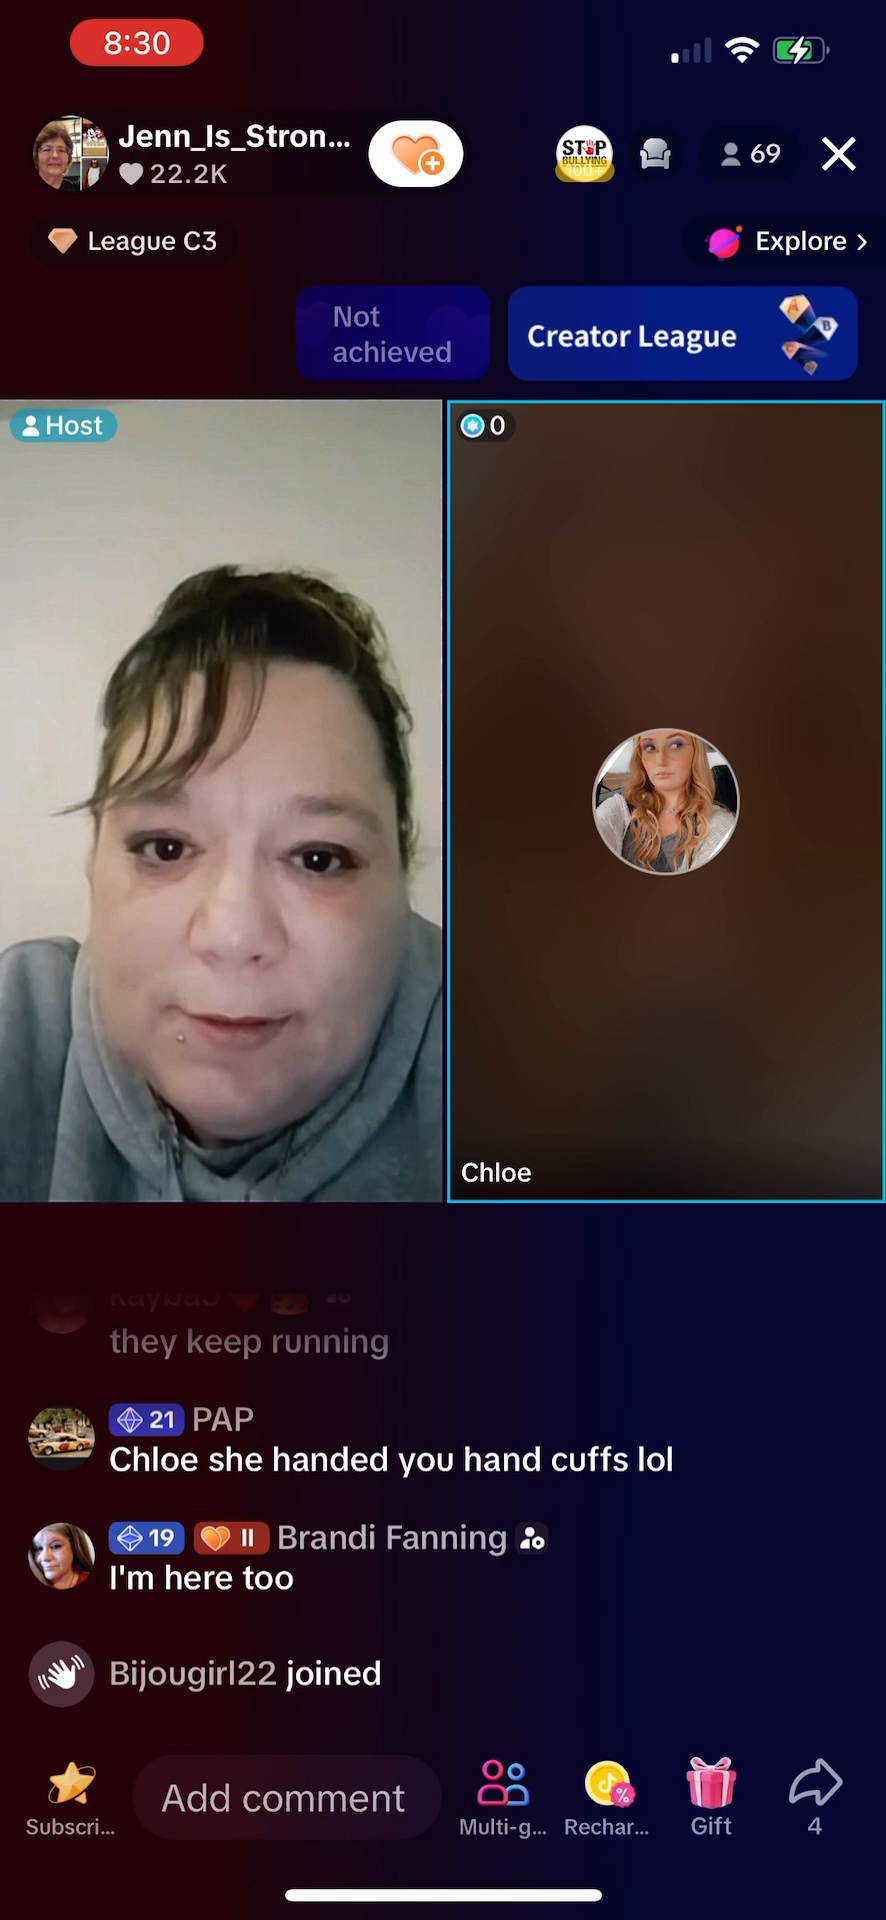 8:30
Jenn_Is_Stron...
22.2K
STOP
BULLYING
100+
69
League C3
Explore >
Not
achieved
Creator League
Host
0
Chloe
they keep running
21 PAP
Chloe she handed you hand cuffs lol
19 II Brandi Fanning
I'm here too
Bijougirl22 joined
Add comment
Subscri...
Multi-g...
Rechar...
Gift
4